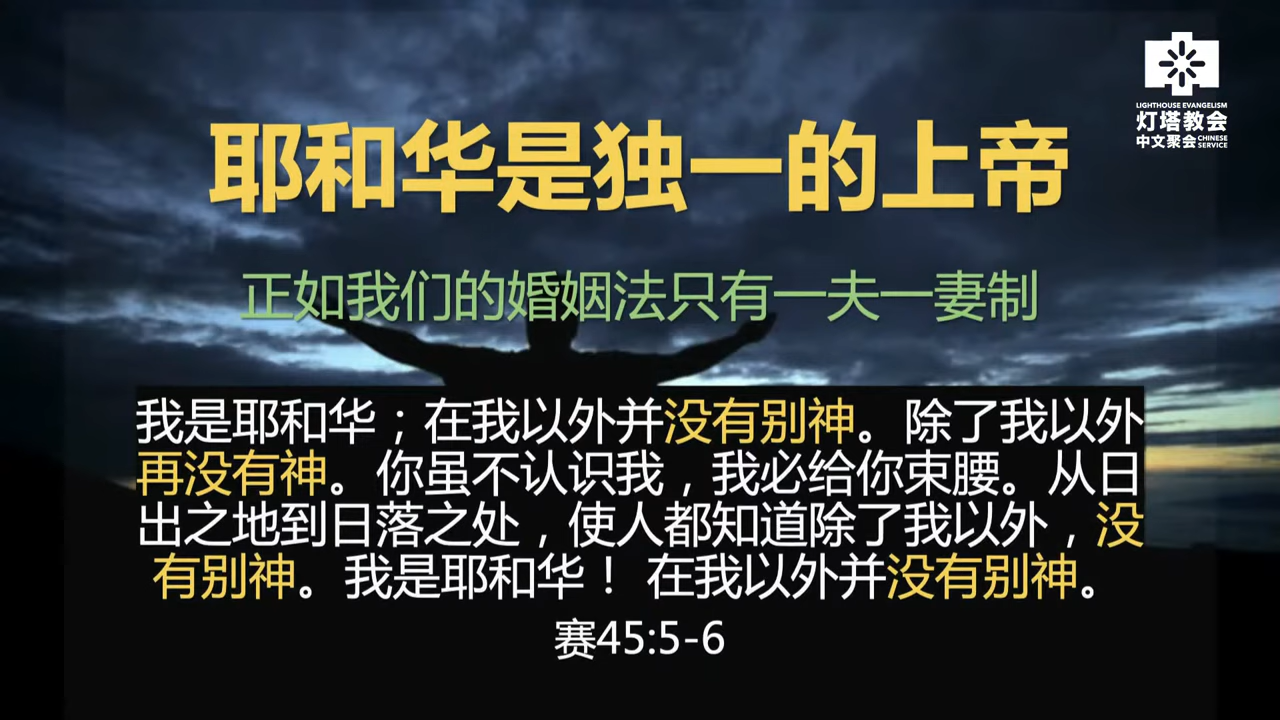 LIGHTHOUSE EVANGELISM
灯塔教会
中文聚会 CHINESE SERVICE
耶和华是独一的上帝
正如我们的婚姻法只有一夫一妻制
我是耶和华；在我以外并没有别神。除了我以外
再没有神。你虽不认识我，我必给你束腰。从日
出之地到日落之处，使人都知道除了我以外，没
有别神。我是耶和华！ 在我以外并没有别神。
赛45:5-6